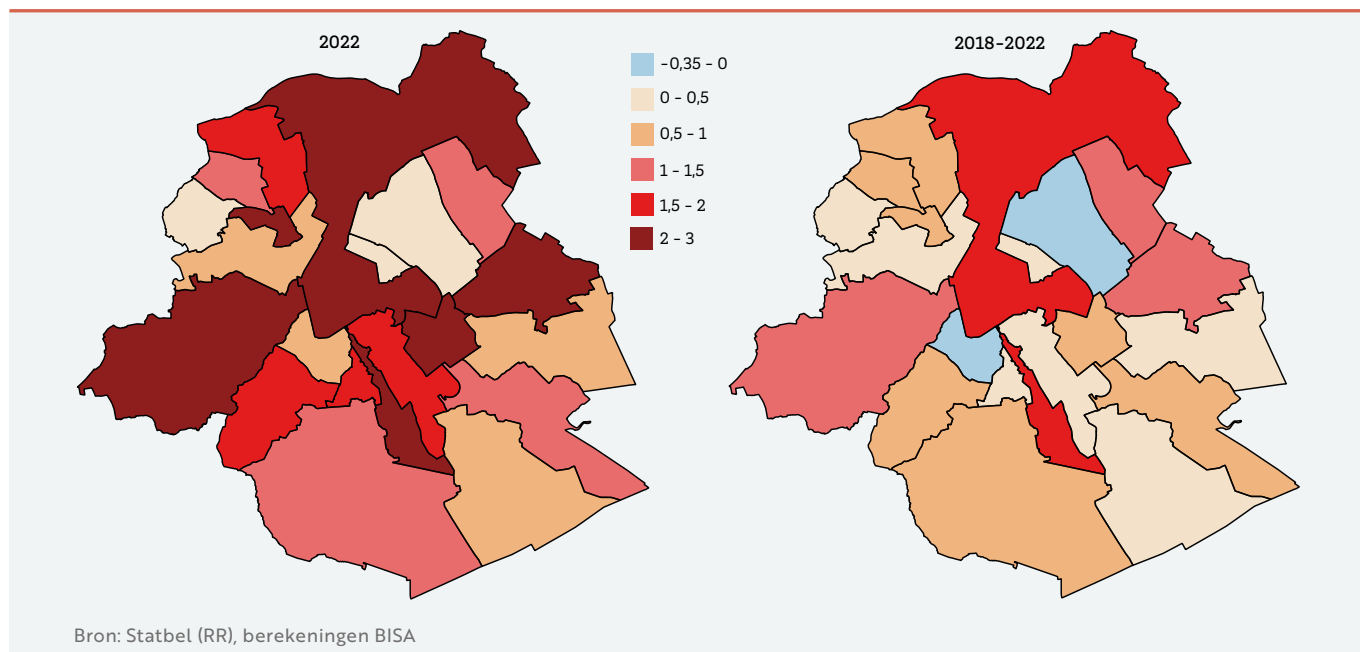 2022
2018-2022
-0,35 - 0
0 - 0,5
0,5 - 1
1 - 1,5
1,5 - 2
2 - 3
Bron: Statbel (RR), berekeningen BISA